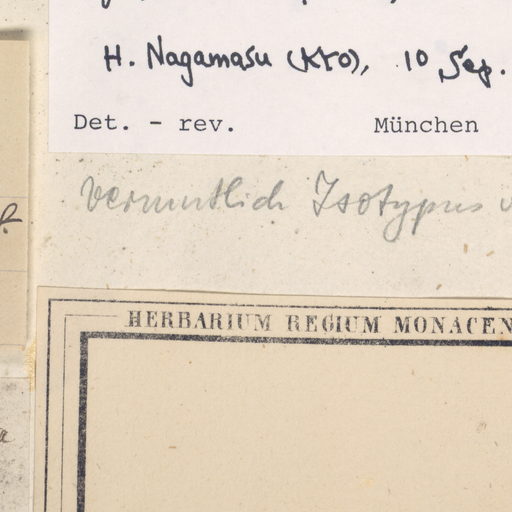 H. Nagamasu (KYO), 10 Sep.
Det. - rev. München
Vermutlich Isotypus
HERBARIUM REGIUM MONACEN